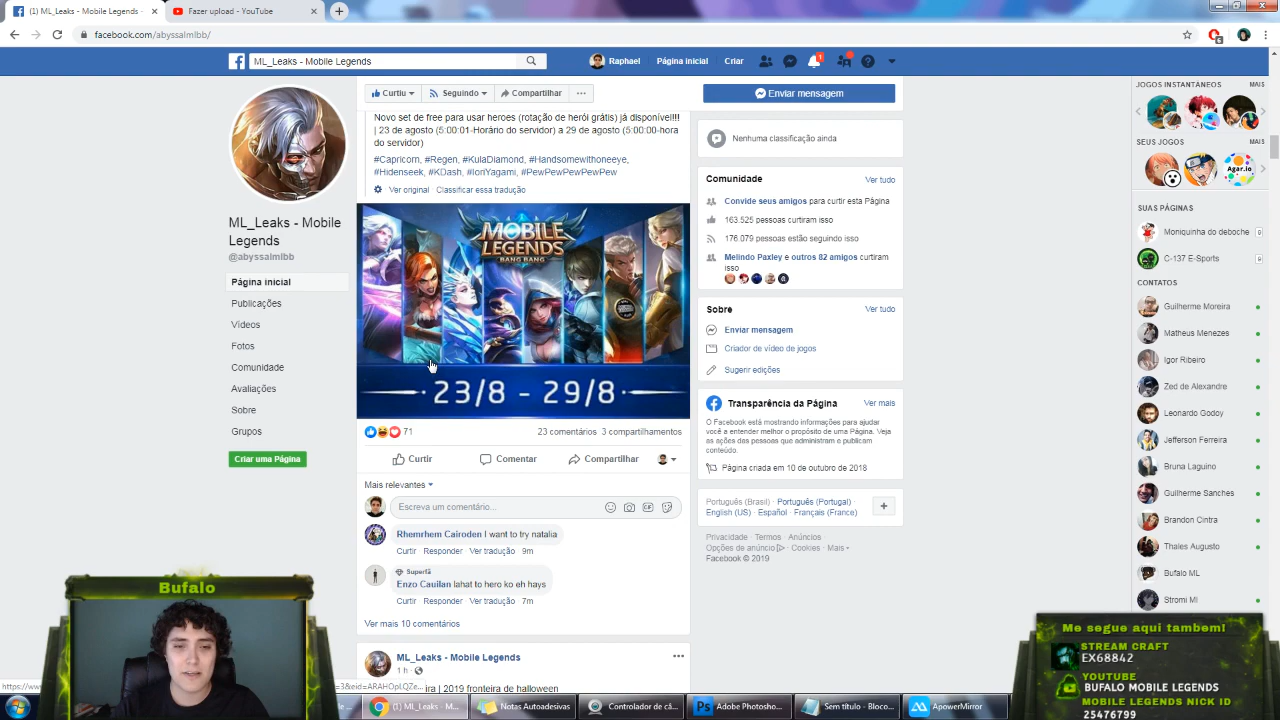 (1) ML_Leaks - Mobile Legends -
Fazer upload - YouTube
facebook.com/abyssalmlbb/
6
ML_Leaks - Mobile Legends
Raphael
Página inicial
Criar
1
Curtiu
Seguindo
Compartilhar
Enviar mensagem
Novo set de free para usar heroes (rotação de herói grátis) já disponível!!!
| 23 de agosto (5:00:01-Horário do servidor) a 29 de agosto (5:00:00-hora
do servidor)
#Capricorn, #Regen, #KulaDiamond, #Handsomewithoneeye,
#Hidenseek, #KDash, #IoriYagami, #PewPewPewPewPew
Ver original
Classificar essa tradução
MOBILE
LEGENDS
BANG BANG
23/8 - 29/8
71
23 comentários
3 compartilhamentos
Curtir
Comentar
Compartilhar
Mais relevantes
Escreva um comentário...
GIF
Rhemrhem Cairoden I want to try natalia
Curtir Responder Ver tradução 9m
Superfã
Enzo Cauilan lahat to hero ko eh hays
Curtir Responder Ver tradução 7m
Ver mais 10 comentários
ML_Leaks - Mobile Legends
1 h
2019 fronteira de halloween
ML_Leaks - Mobile
Legends
@abyssalmlbb
Página inicial
Publicações
Vídeos
Fotos
Comunidade
Avaliações
Sobre
Grupos
Criar uma Página
Nenhuma classificação ainda
Comunidade
Ver tudo
Convide seus amigos para curtir esta Página
163.525 pessoas curtiram isso
176.079 pessoas estão seguindo isso
Melindo Paxley e outros 82 amigos curtiram
isso
Sobre
Ver tudo
Enviar mensagem
Criador de vídeo de jogos
Sugerir edições
Transparência da Página
Ver mais
O Facebook está mostrando informações para ajudar
você a entender melhor o propósito de uma Página. Veja
as ações das pessoas que administram e publicam
conteúdo.
Página criada em 10 de outubro de 2018
Português (Brasil) · Português (Portugal) ·
English (US) · Español · Français (France)
Privacidade · Termos · Anúncios
Opções de anúncio · Cookies · Mais
Facebook © 2019
JOGOS INSTANTÂNEOS
MAIS
SEUS JOGOS
MAIS
Agar.io
SUAS PÁGINAS
Moniquinha do deboche
C-137 E-Sports
CONTATOS
Guilherme Moreira
Matheus Menezes
Igor Ribeiro
Zed de Alexandre
Leonardo Godoy
Jefferson Ferreira
Bruna Laguino
Guilherme Sanches
Brandon Cintra
Thales Augusto
Bufalo ML
Stromi Ml
Bufalo
Me segue aqui tambem!
STREAM CRAFT
EX68842
YOUTUBE
BUFALO MOBILE LEGENDS
MOBILE LEGENDS NICK ID
25476799
=3&eid=ARAHOpl,QZe...
(1) ML_Leaks - M...
Notas Autoadesivas
Controlador de câ...
Ps
Adobe Photosho...
Sem título - Bloco...
ApowerMirror